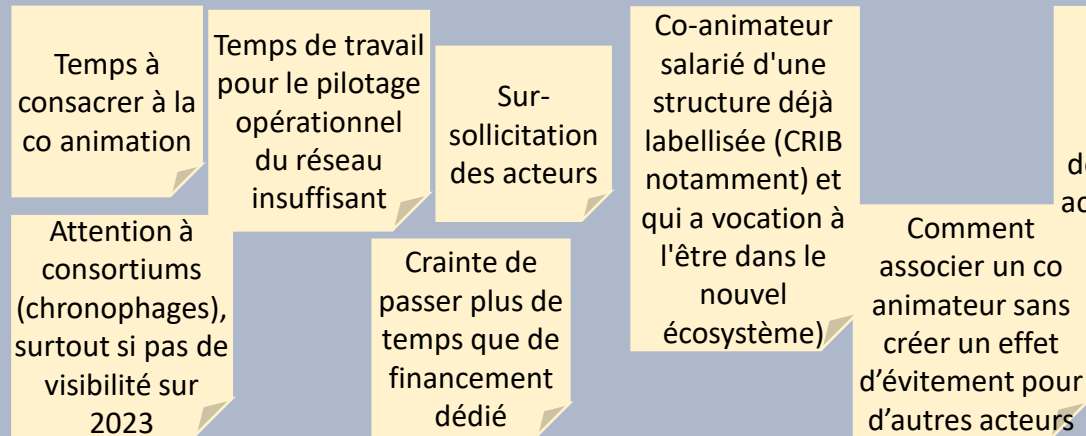 Temps à
consacrer à la
co animation
Temps de travail
pour le pilotage
opérationnel
du réseau
insuffisant
Sur-
sollicitation
des acteurs
Co-animateur
salarié d'une
structure déjà
labellisée (CRIB
notamment) et
qui a vocation à
l'être dans le
nouvel
écosystème)
Attention à
consortiums
(chronophages),
surtout si pas de
visibilité sur
2023
Crainte de
passer plus de
temps que de
financement
dédié
Comment
associer un co
animateur sans
créer un effet
d’évitement pour
d’autres acteurs